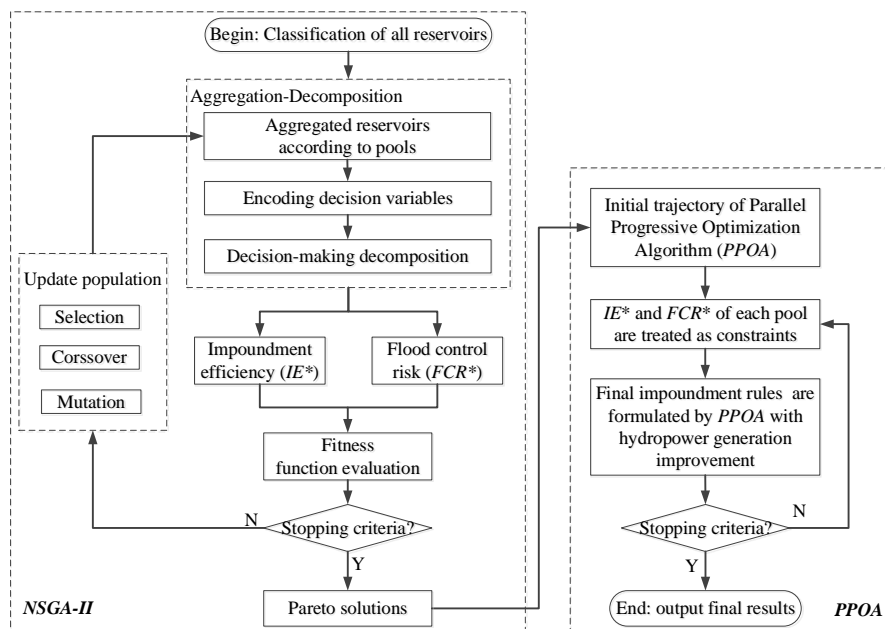 Begin: Classification of all reservoirs
Aggregation-Decomposition
Aggregated reservoirs
according to pools
Encoding decision variables
Decision-making decomposition
Update population
Selection
Corssover
Mutation
Impoundment
efficiency (IE*)
Flood control
risk (FCR*)
Fitness
function evaluation
N
Stopping criteria?
Y
Pareto solutions
NSGA-II
Initial trajectory of Parallel
Progressive Optimization
Algorithm (PPOA)
IE* and FCR* of each pool
are treated as constraints
Final impoundment rules are
formulated by PPOA with
hydropower generation
improvement
N
Stopping criteria?
Y
End: output final results
PPOA